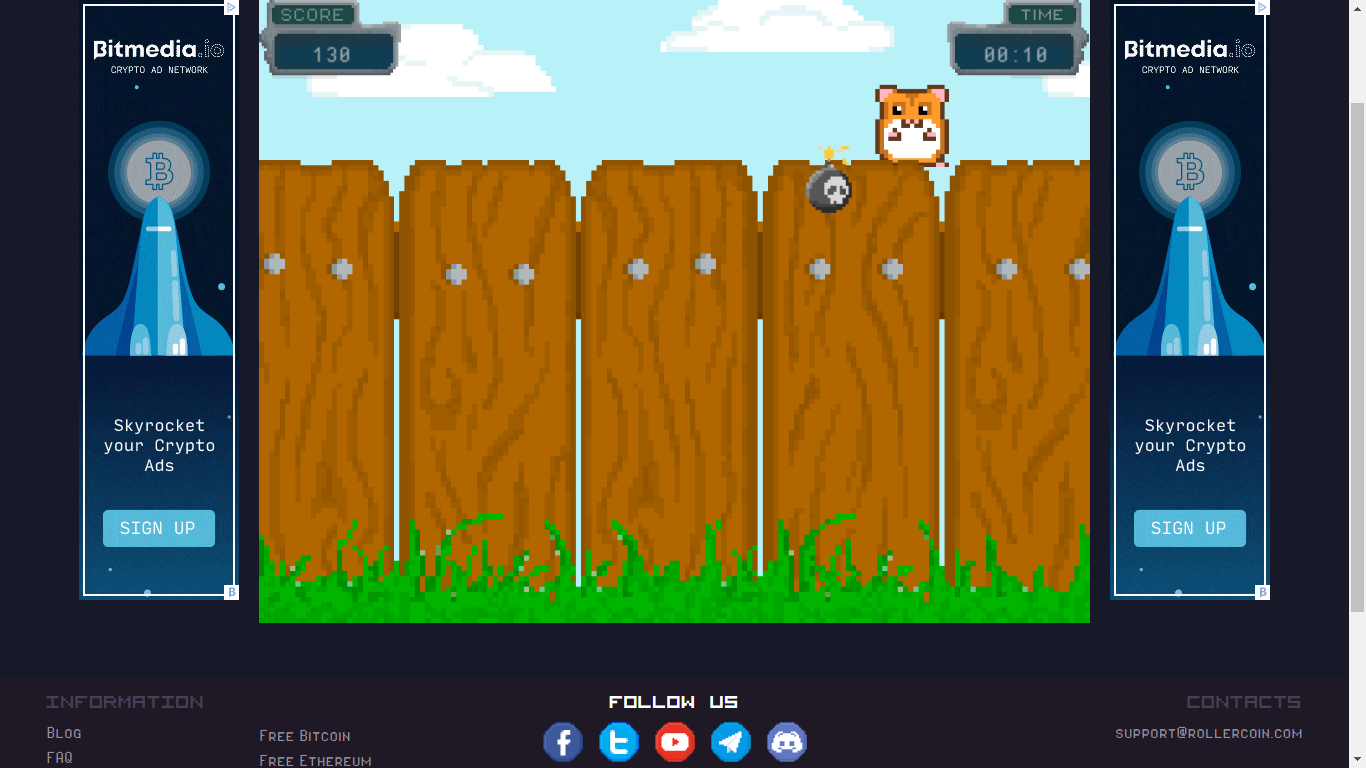 Bitmedia.io
CRYPTO AD NETWORK
Skyrocket
your Crypto
Ads
SIGN UP
SCORE
130
TIME
00:10
Bitmedia.io
CRYPTO AD NETWORK
Skyrocket
your Crypto
Ads
SIGN UP
INFORMATION
Blog
FAQ
Free Bitcoin
Free Ethereum
Follow us
CONTACTS
support@rollercoin.com